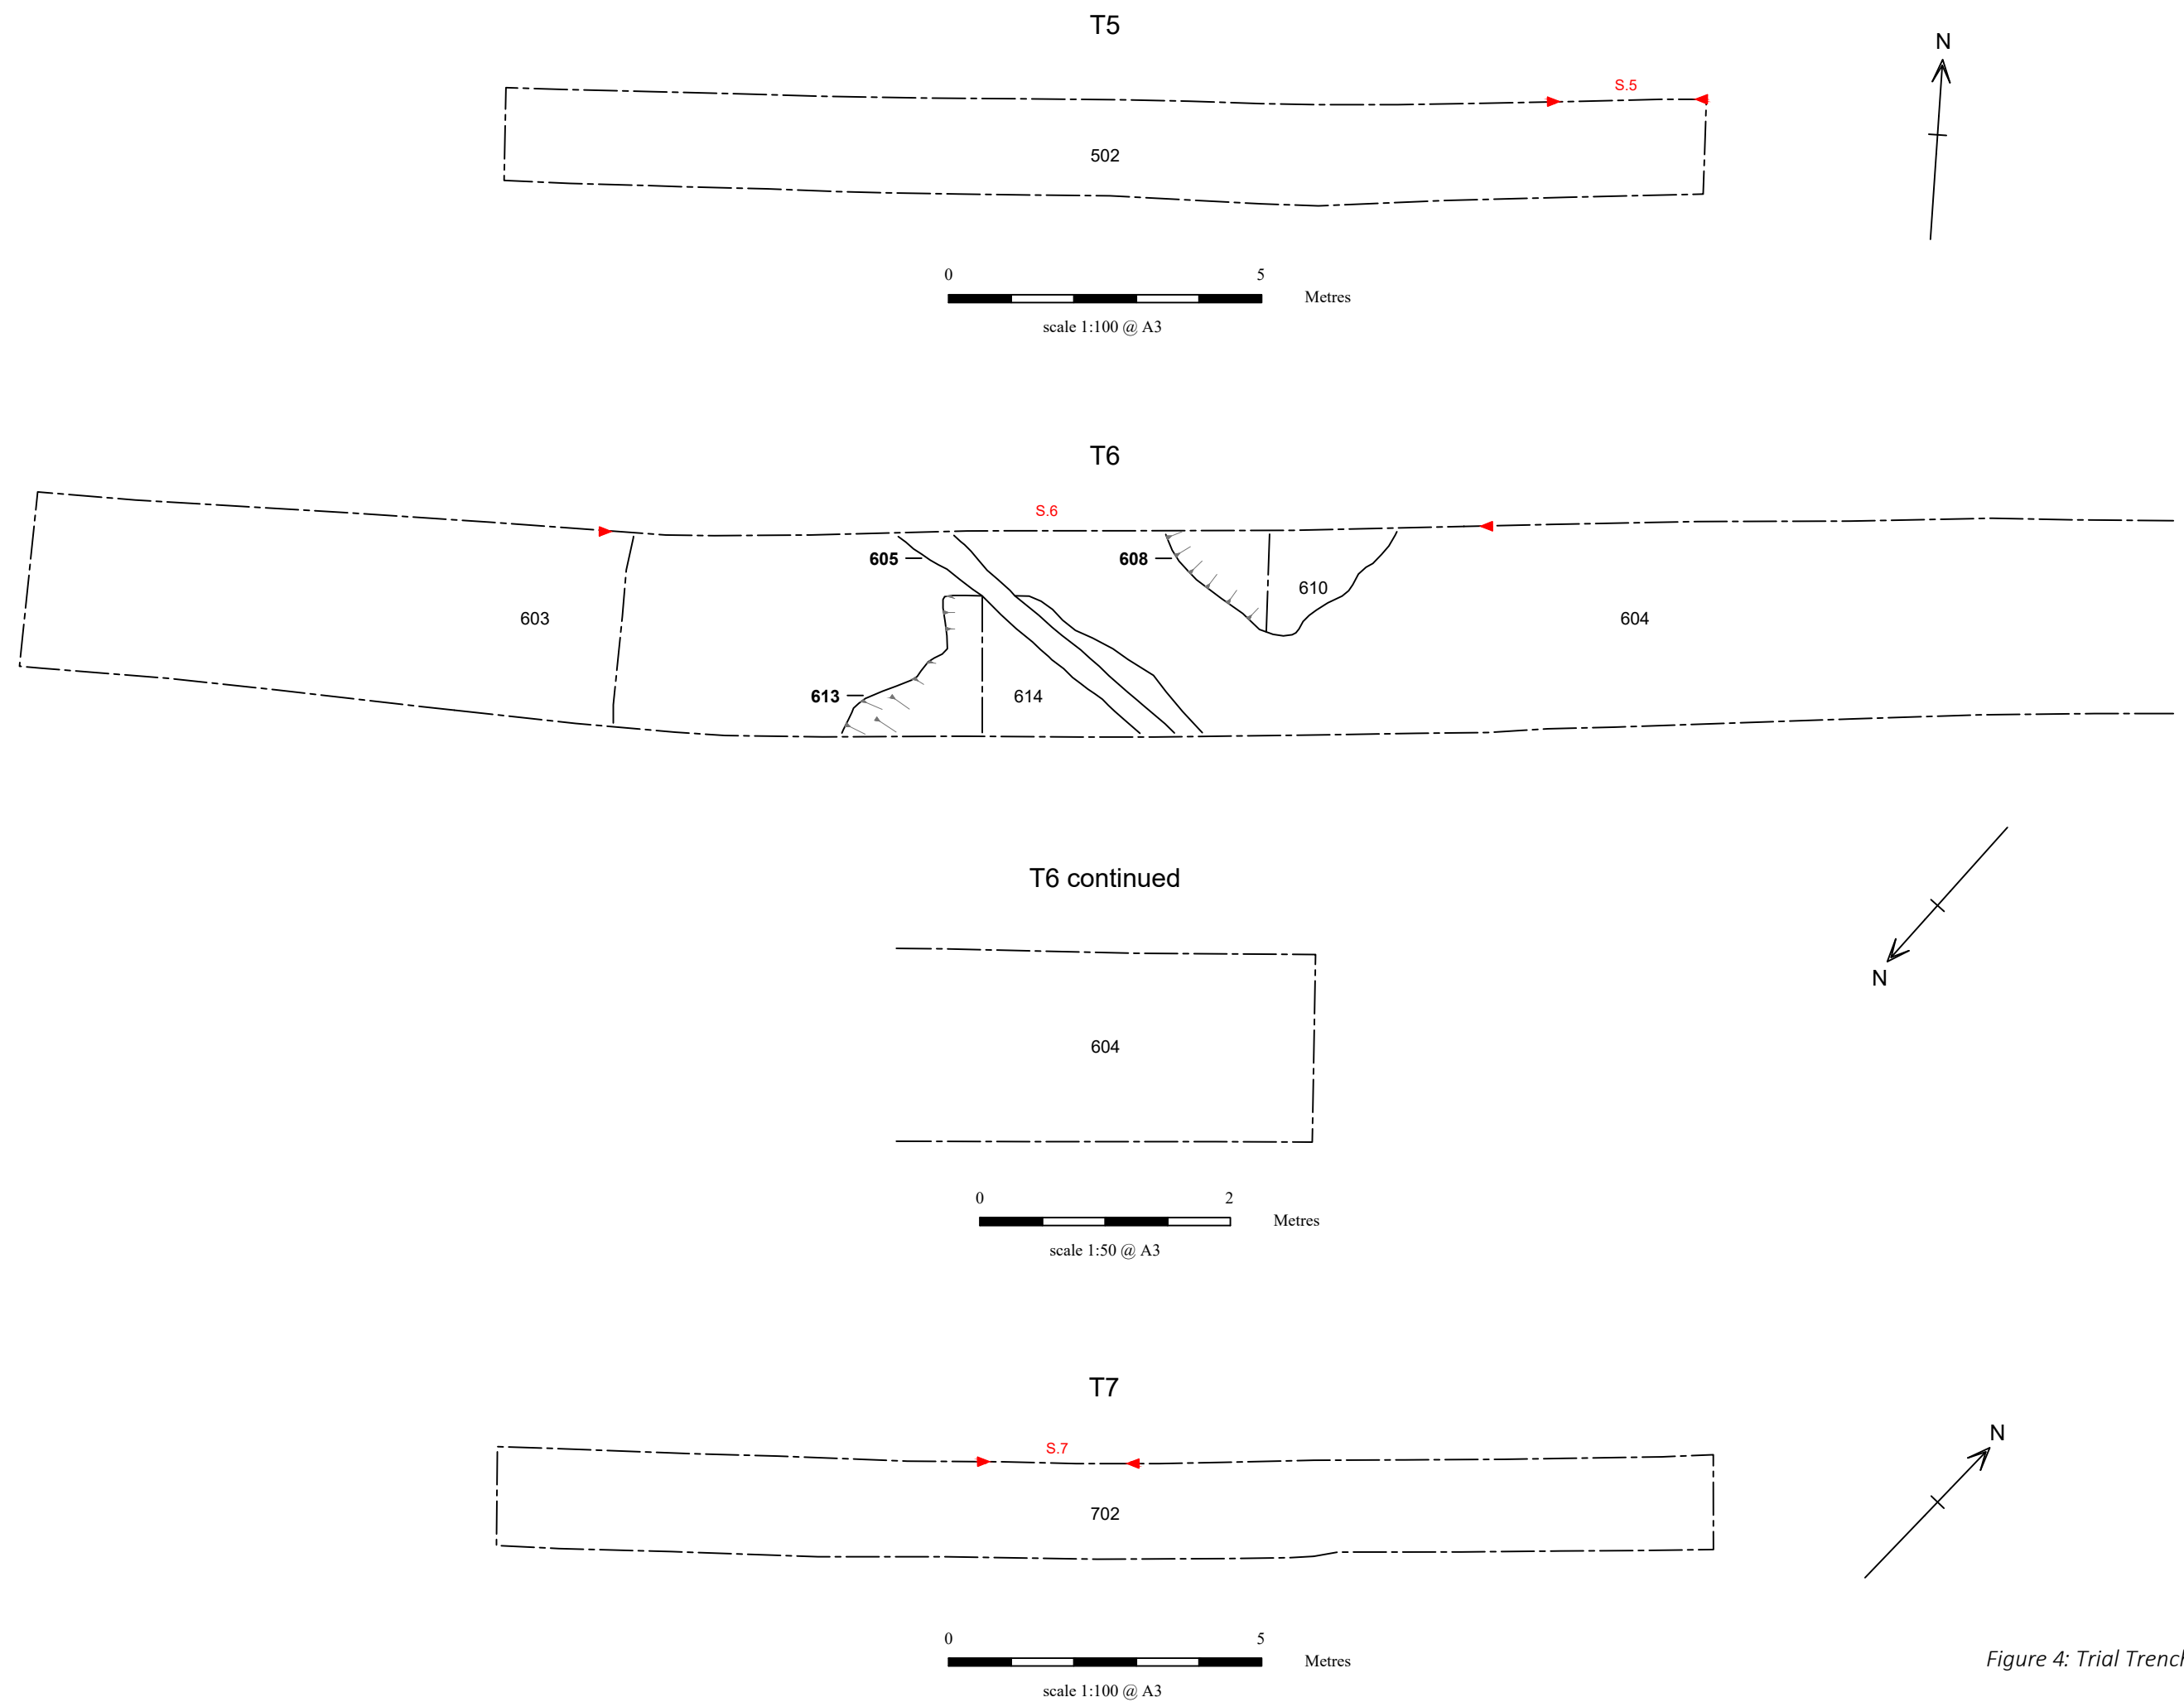 T5
N
S.5
502
0 5
Metres
scale 1:100 @ A3
T6
S.6
605
608
610
603
604
613
614
T6 continued
604
N
0 2
Metres
scale 1:50 @ A3
T7
N
S.7
702
0 5
Metres
Figure 4: Trial Trench
scale 1:100 @ A3